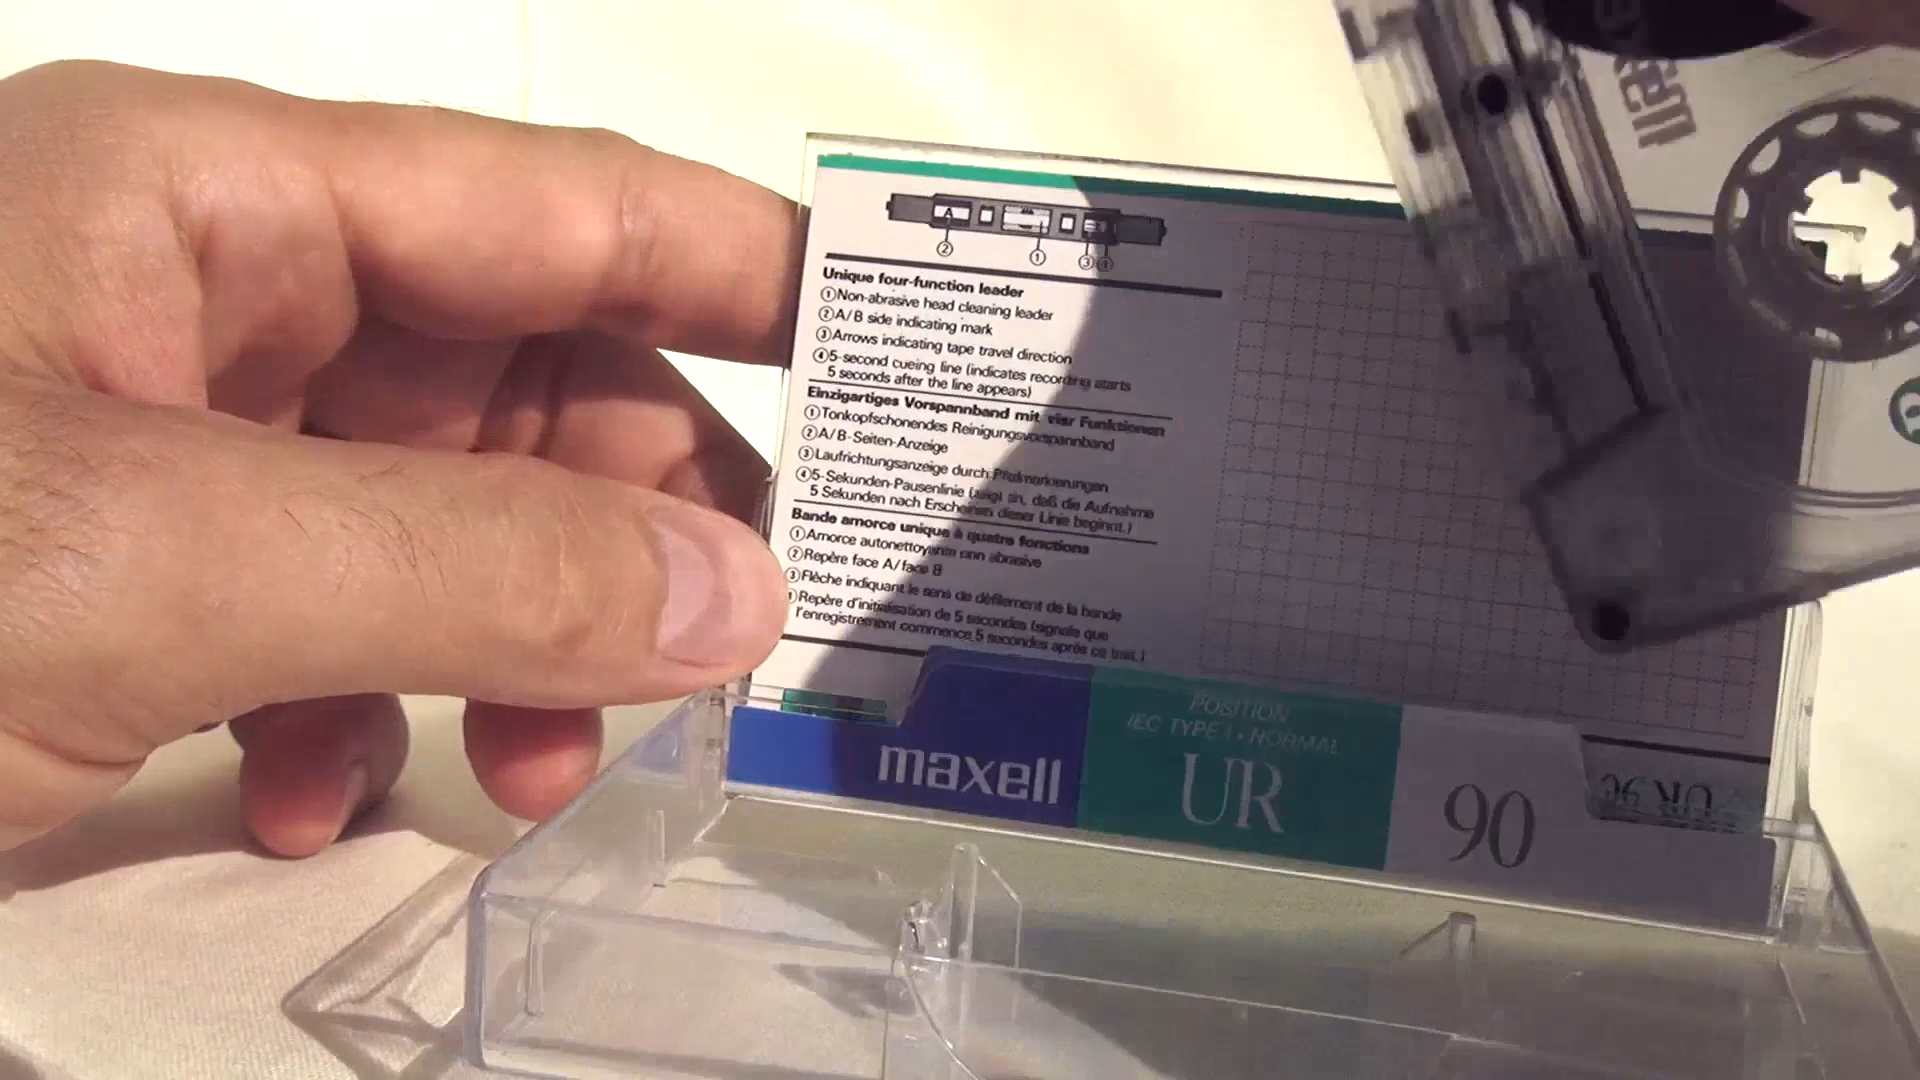 A
② ① ③ ④
Unique four-function leader
①Non-abrasive head cleaning leader
②A/B side indicating mark
③Arrows indicating tape travel direction
④5-second cueing line (indicates recording starts
5 seconds after the line appears)
Einzigartiges Vorspannband mit vier Funktionen
①Tonkopfschonendes Reinigungsvorspannband
②A/B-Seiten-Anzeige
③Laufrichtungsanzeige durch Pfeilmarkierungen
④5-Sekunden-Pausenlinie (zeigt an, daß die Aufnahme
5 Sekunden nach Erscheinen dieser Linie beginnt.)
Bande amorce unique à quatre fonctions
①Amorce autonettoyante non abrasive
②Repère face A/face B
③Flèche indiquant le sens de défilement de la bande
Repère d'initialisation de 5 secondes (signale que
l'enregistrement commence 5 secondes après ce trait.)
maxell
POSITION
IEC TYPE I • NORMAL
UR
90
UR 90
maxell